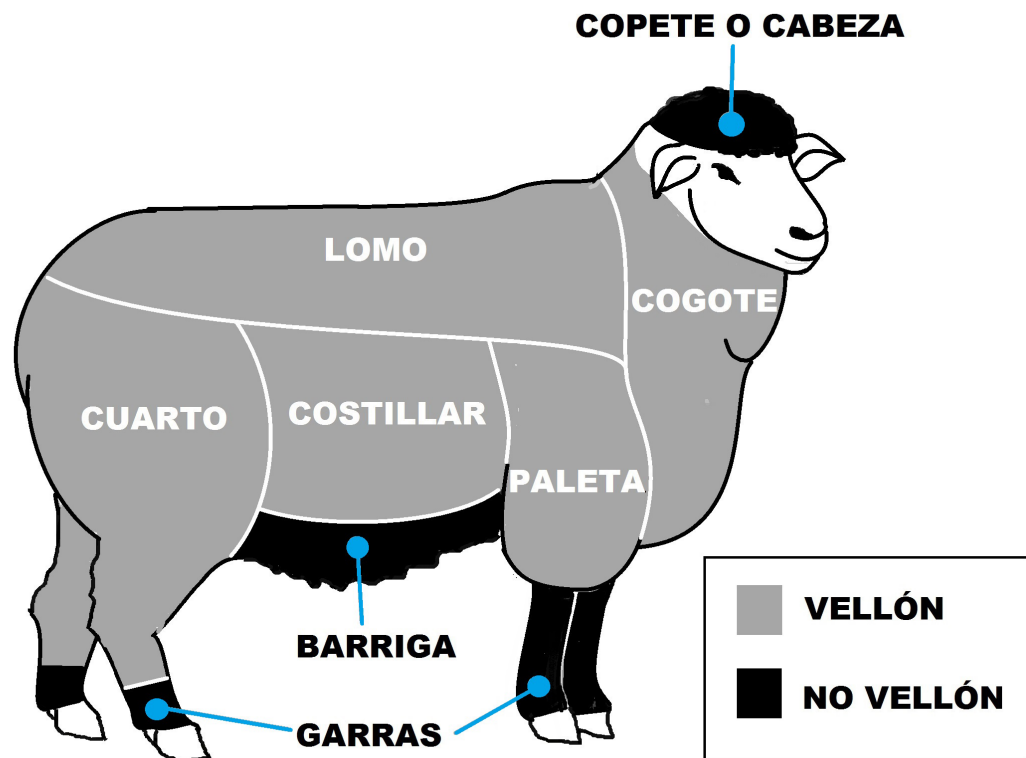 COPETE O CABEZA
LOMO
COGOTE
CUARTO
COSTILLAR
PALETA
BARRIGA
GARRAS
VELLÓN
NO VELLÓN